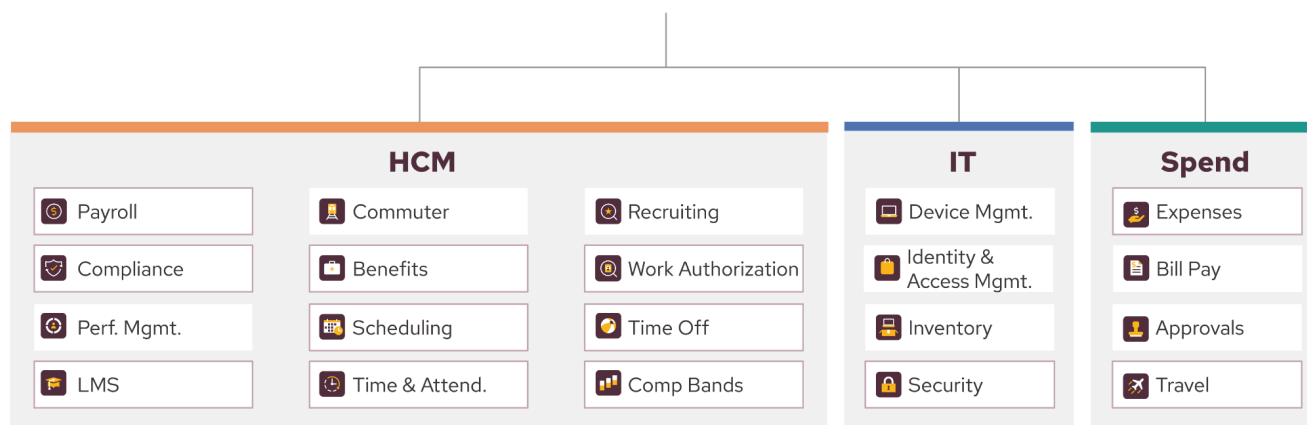 HCM
Payroll
Commuter
Recruiting
Compliance
Benefits
Work Authorization
Perf. Mgmt.
Scheduling
Time Off
LMS
Time & Attend.
Comp Bands
IT
Device Mgmt.
Identity &
Access Mgmt.
Inventory
Security
Spend
Expenses
Bill Pay
Approvals
Travel